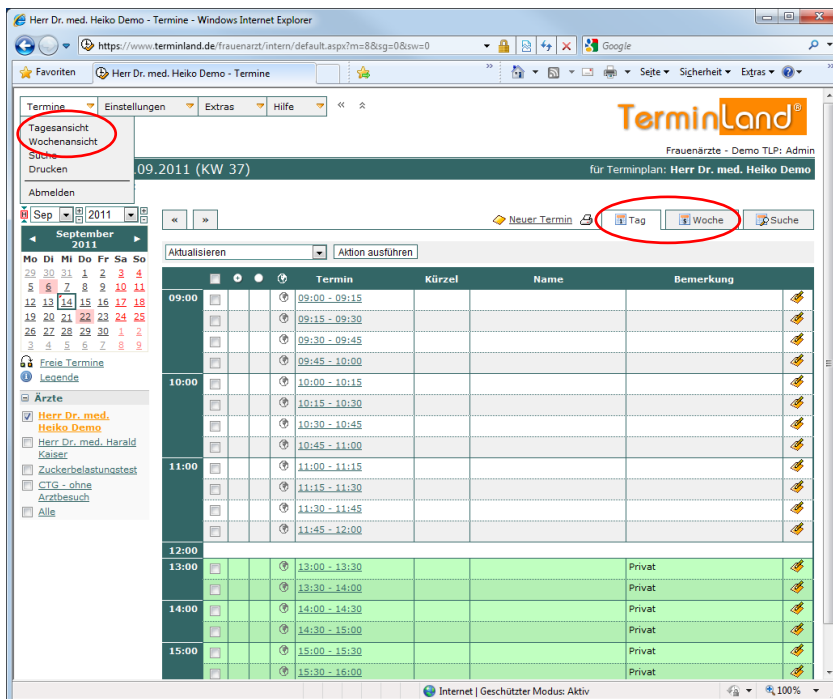 Herr Dr. med. Heiko Demo - Termine - Windows Internet Explorer
https://www.terminland.de/frauenarzt/intern/default.aspx?m=8&sg=0&sw=0
Google
Favoriten Herr Dr. med. Heiko Demo - Termine
Seite Sicherheit Extras
Termine Einstellungen Extras Hilfe « 
TerminLand®
Tagesansicht
Wochenansicht
Suche
Drucken
Abmelden
Frauenärzte - Demo TLP: Admin
.09.2011 (KW 37) für Terminplan: Herr Dr. med. Heiko Demo
Sep 2011
« » Neuer Termin Tag Woche Suche
September
2011
Mo Di Mi Do Fr Sa So
29 30 31 1 2 3 4
5 6 7 8 9 10 11
12 13 14 15 16 17 18
19 20 21 22 23 24 25
26 27 28 29 30 1 2
3 4 5 6 7 8 9
Freie Termine
Legende
Ärzte
Herr Dr. med.
Heiko Demo
Herr Dr. med. Harald
Kaiser
Zuckerbelastungstest
CTG - ohne
Arztbesuch
Alle
Aktualisieren Aktion ausführen
Termin Kürzel Name Bemerkung
09:00 09:00 - 09:15
09:15 - 09:30
09:30 - 09:45
09:45 - 10:00
10:00 10:00 - 10:15
10:15 - 10:30
10:30 - 10:45
10:45 - 11:00
11:00 11:00 - 11:15
11:15 - 11:30
11:30 - 11:45
11:45 - 12:00
12:00
13:00 13:00 - 13:30 Privat
13:30 - 14:00 Privat
14:00 14:00 - 14:30 Privat
14:30 - 15:00 Privat
15:00 15:00 - 15:30 Privat
15:30 - 16:00 Privat
Internet | Geschützter Modus: Aktiv 100%